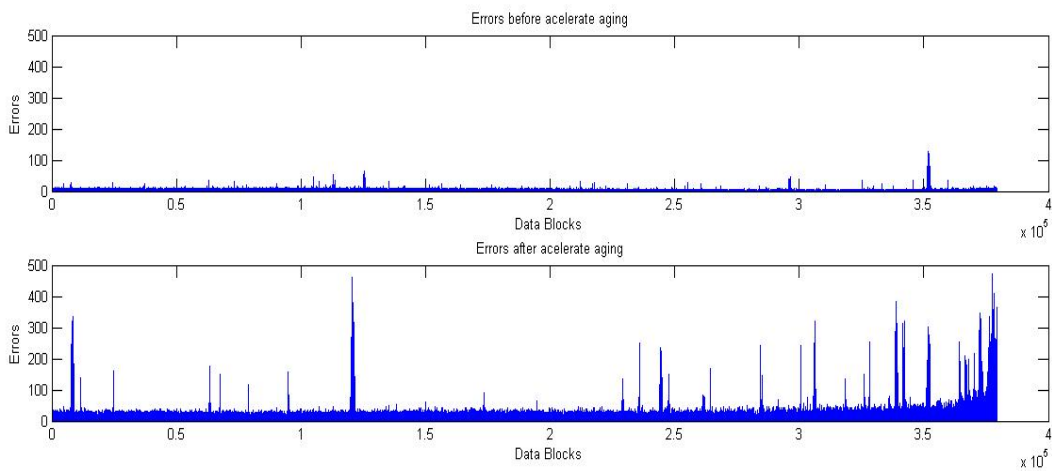 Errors before acelerate aging
500
400
300
200
100
0
Errors
0 0.5 1 1.5 2 2.5 3 3.5 4
Data Blocks
x 10^5
Errors after acelerate aging
500
400
300
200
100
0
Errors
0 0.5 1 1.5 2 2.5 3 3.5 4
Data Blocks
x 10^5